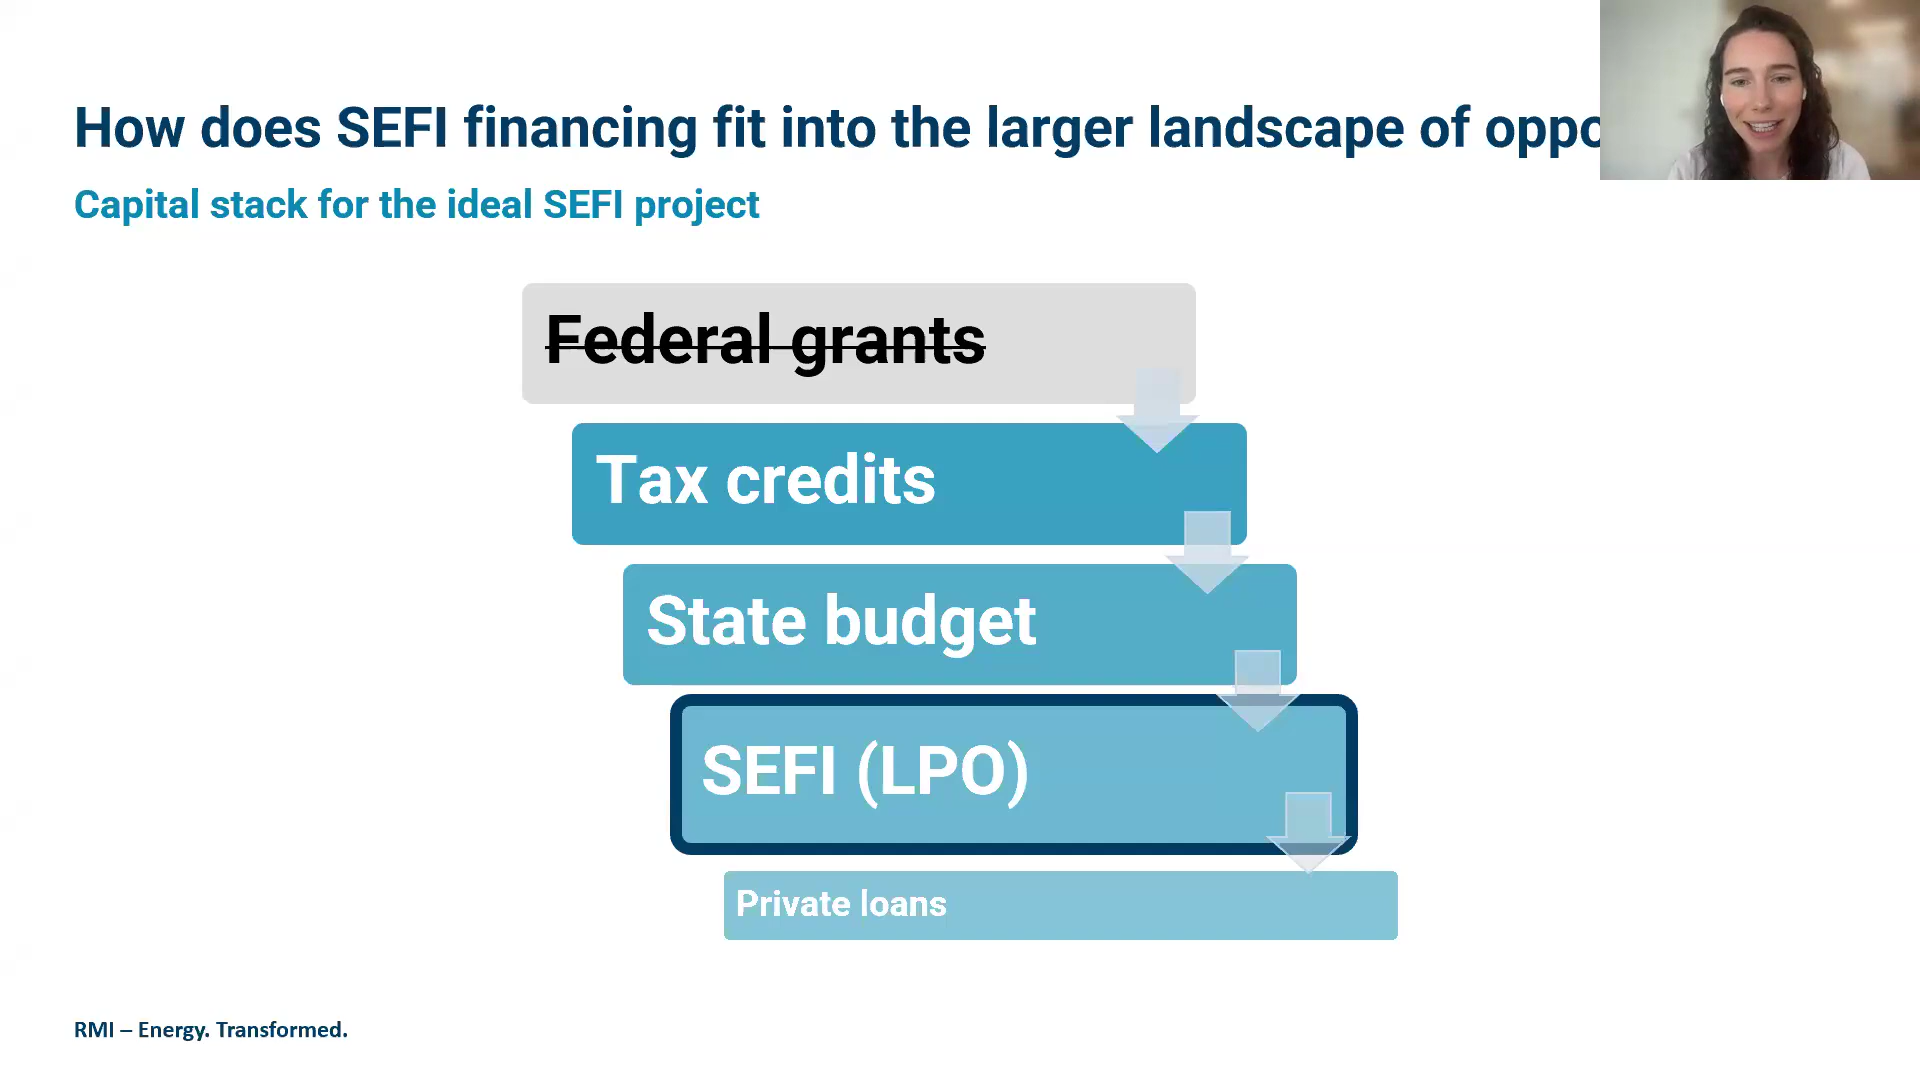 How does SEFI financing fit into the larger landscape of oppo
Capital stack for the ideal SEFI project
Federal grants
Tax credits
State budget
SEFI (LPO)
Private loans
RMI – Energy. Transformed.